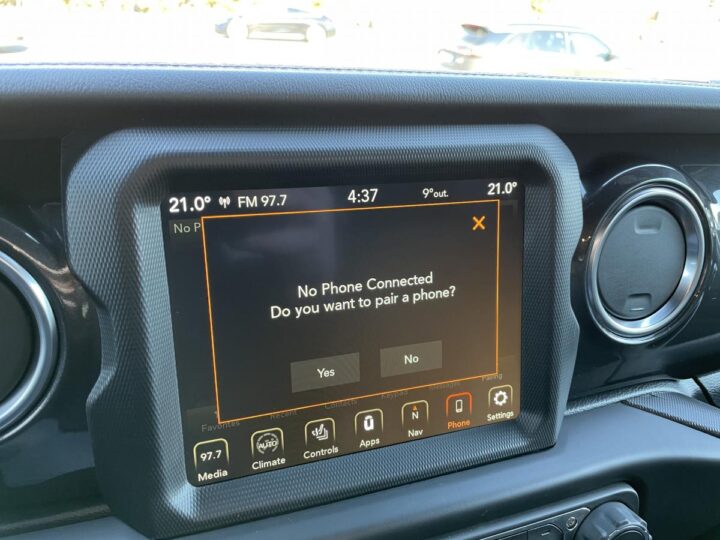 21.0° FM 97.7 4:37 9°out. 21.0°
No P
No Phone Connected
Do you want to pair a phone?
Yes No
Favorites Recent Contacts Keypad Pairing
97.7 AUTO N
Media Climate Controls Apps Nav Phone Settings